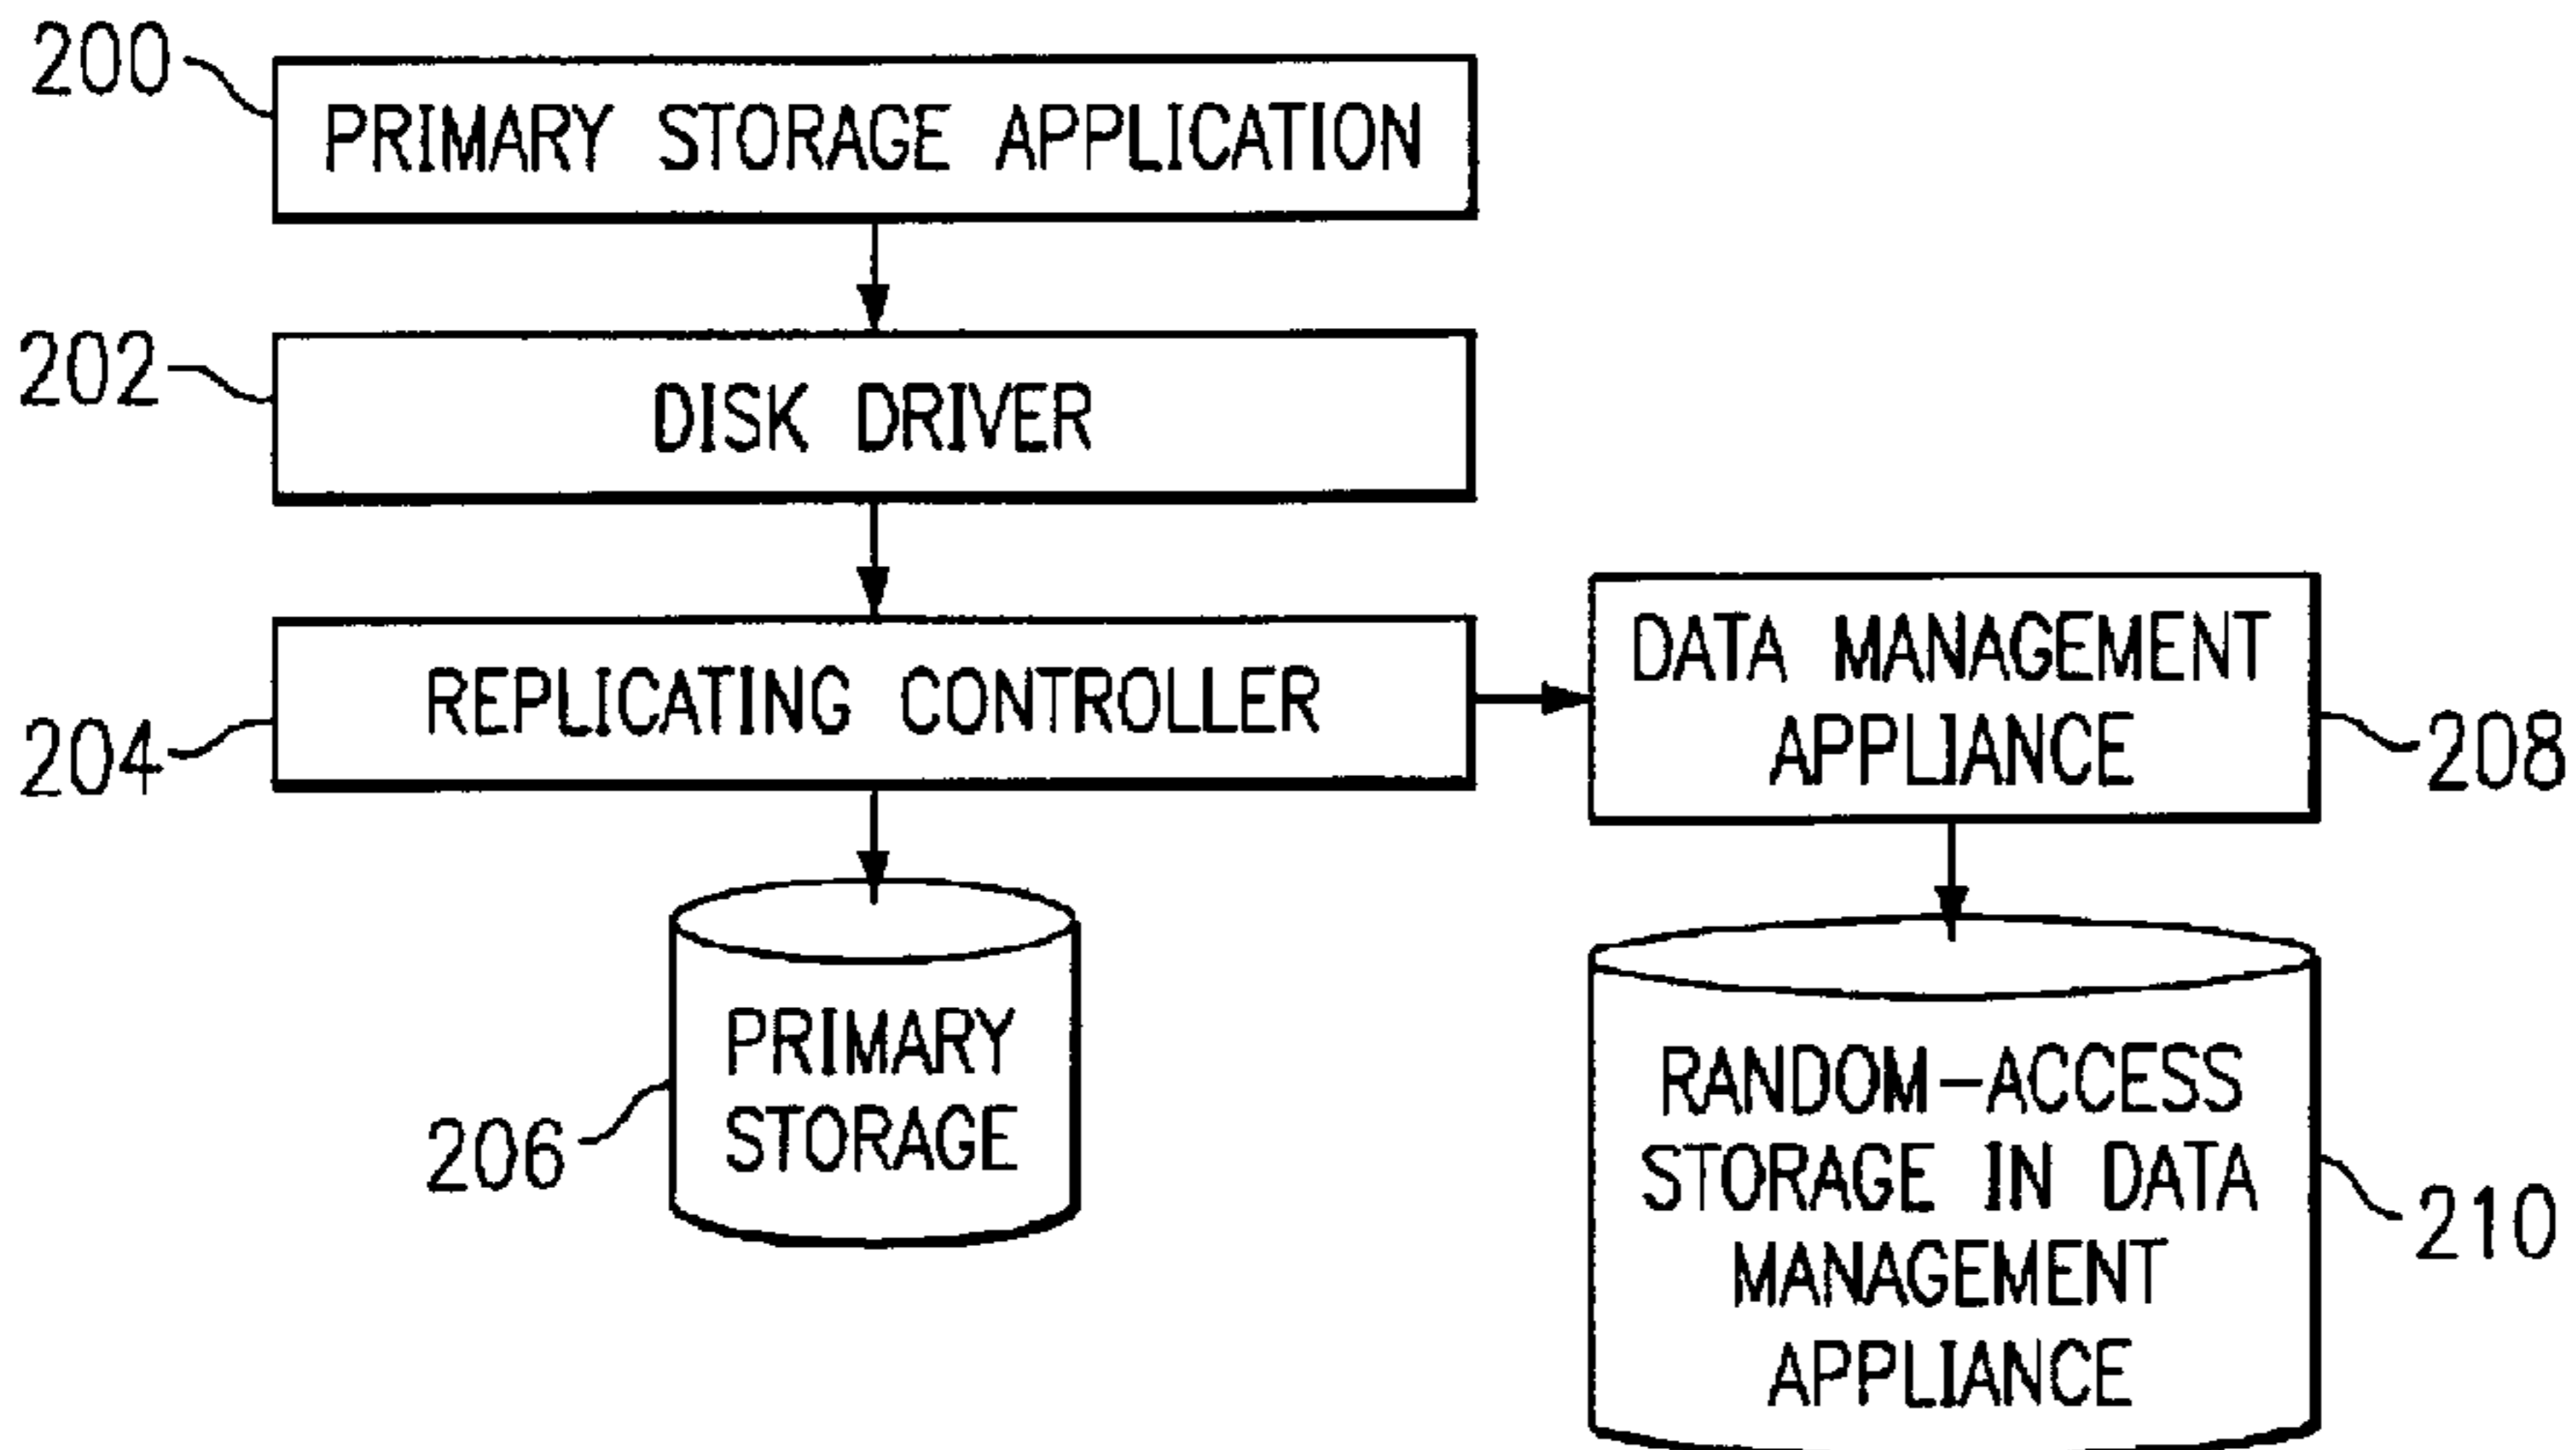 200
PRIMARY STORAGE APPLICATION
202
DISK DRIVER
204
REPLICATING CONTROLLER
DATA MANAGEMENT
APPLIANCE
208
206
PRIMARY
STORAGE
RANDOM-ACCESS
STORAGE IN DATA
MANAGEMENT
APPLIANCE
210